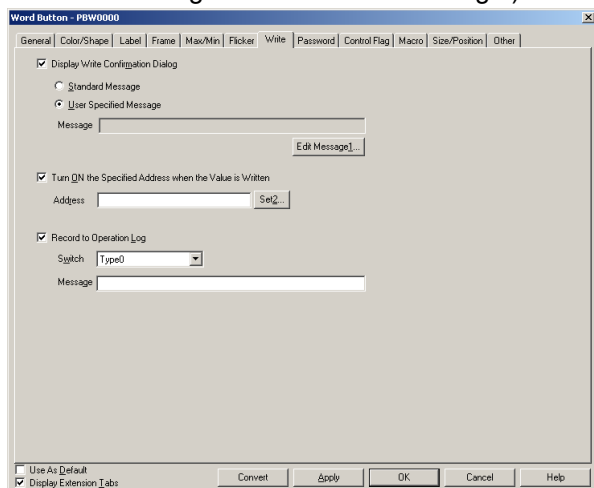 Word Button - PBW0000
General Color/Shape Label Frame Max/Min Flicker Write Password Control Flag Macro Size/Position Other
Display Write Confirmation Dialog
Standard Message
User Specified Message
Message
Edit Message1...
Turn ON the Specified Address when the Value is Written
Address Set2...
Record to Operation Log
Switch Type0
Message
Use As Default
Display Extension Tabs
Convert Apply OK Cancel Help